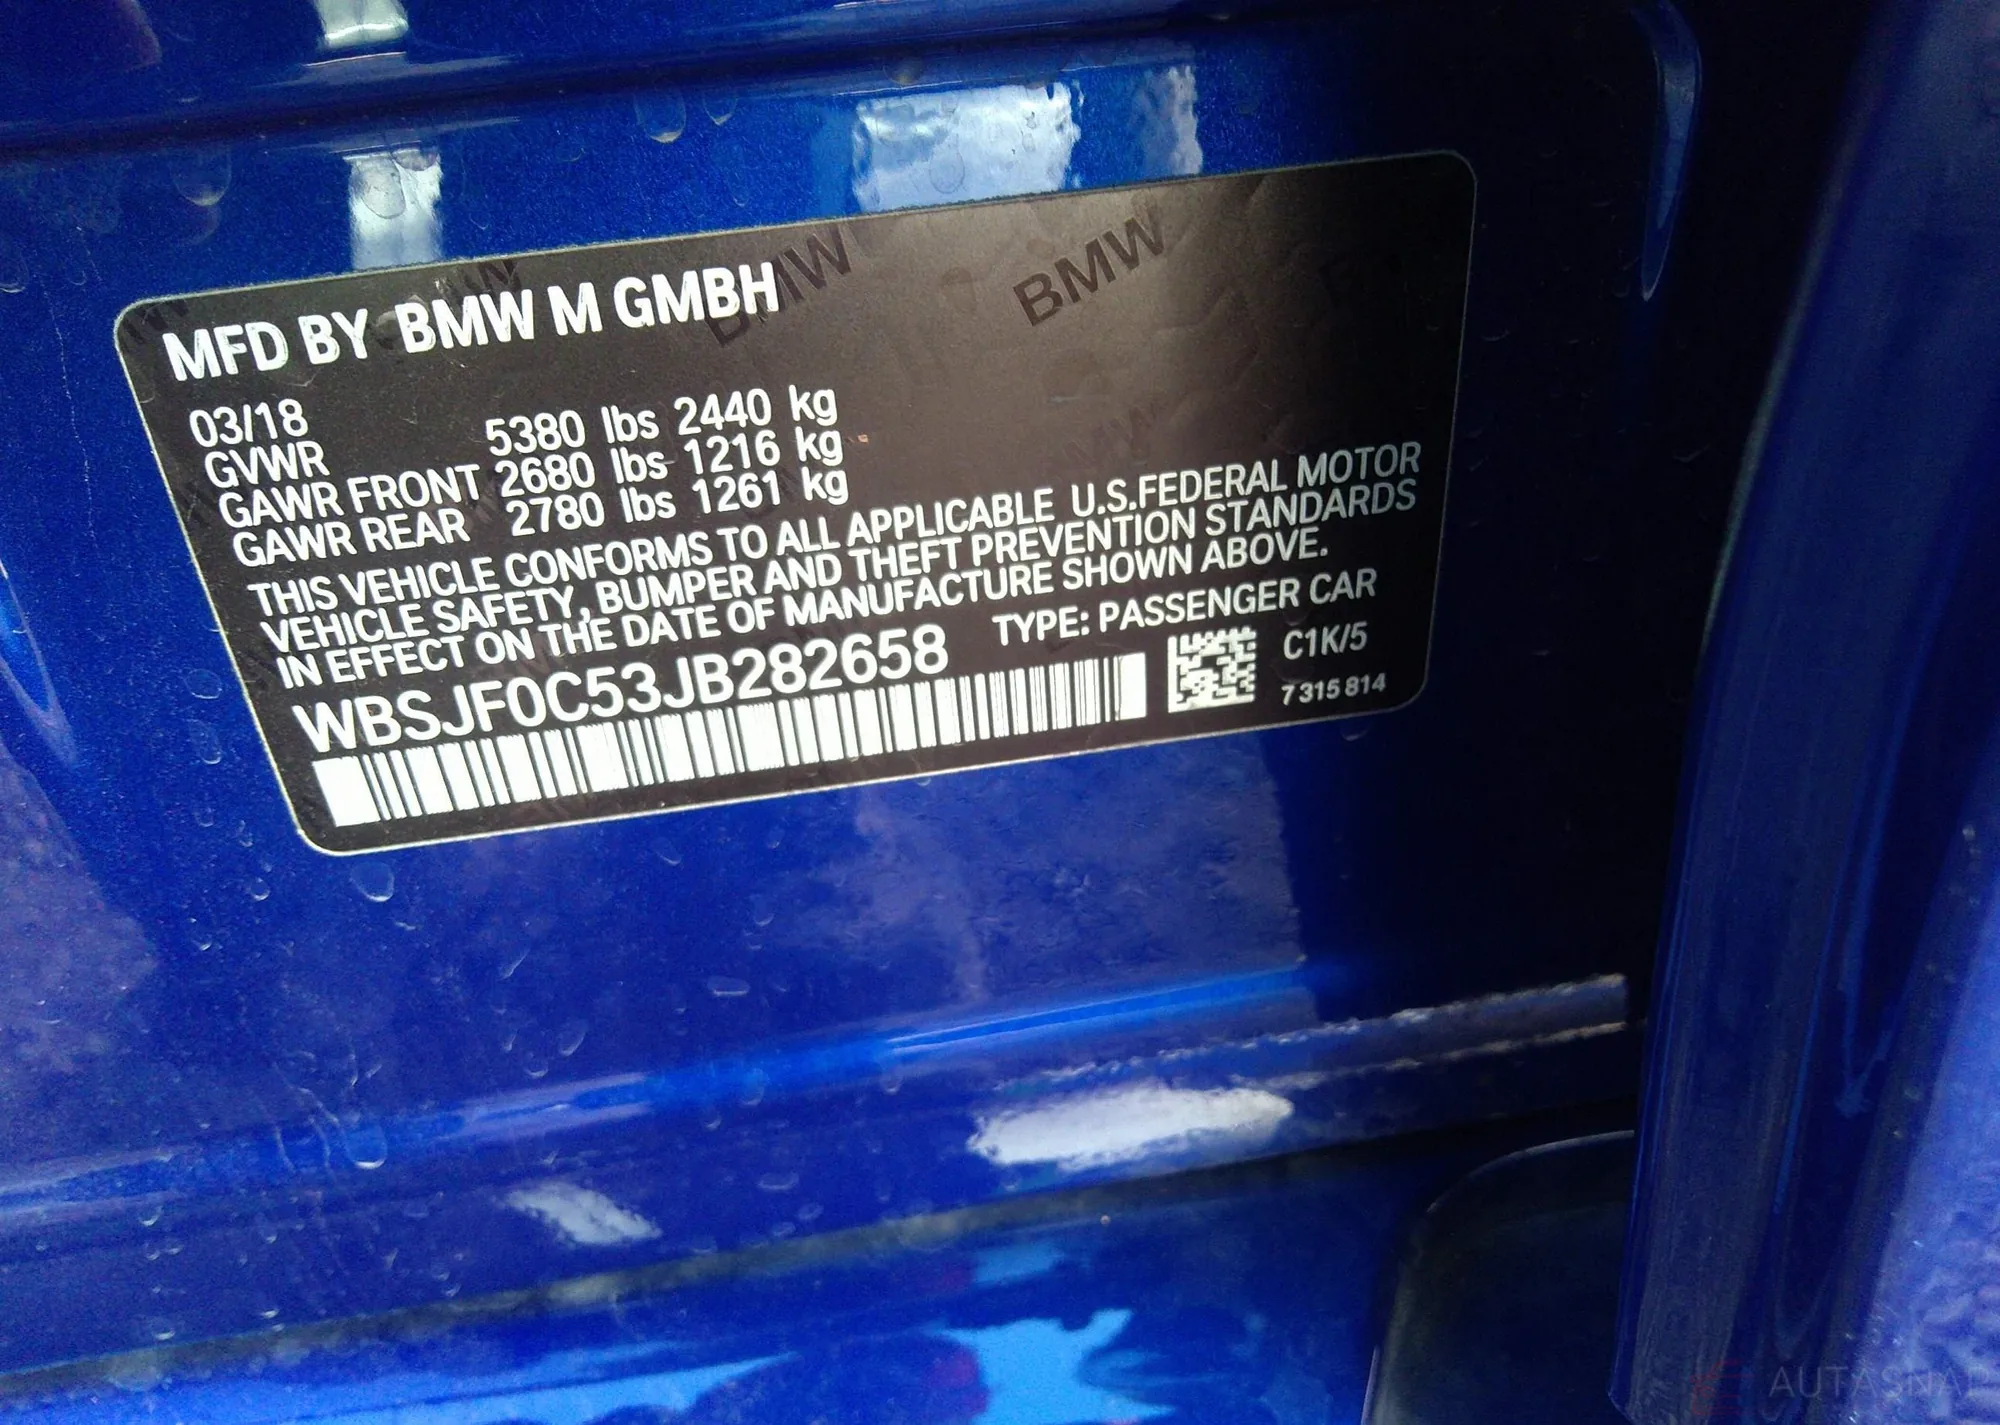 MFD BY BMW M GMBH
03/18
GVWR 5380 lbs 2440 kg
GAWR FRONT 2680 lbs 1216 kg
GAWR REAR 2780 lbs 1261 kg
THIS VEHICLE CONFORMS TO ALL APPLICABLE U.S.FEDERAL MOTOR
VEHICLE SAFETY, BUMPER AND THEFT PREVENTION STANDARDS
IN EFFECT ON THE DATE OF MANUFACTURE SHOWN ABOVE.
TYPE: PASSENGER CAR
WBSJF0C53JB282658
C1K/5
7 315 814
BMW
BMW
AUTASNAP